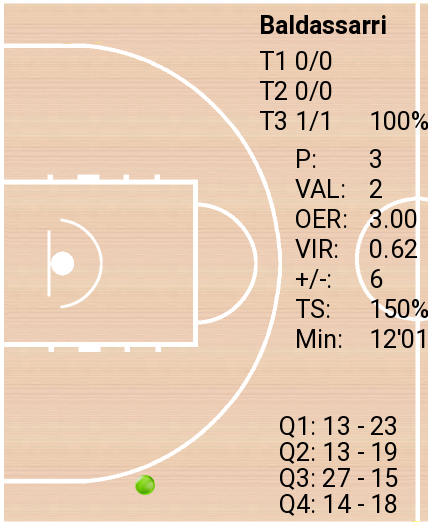 Baldassarri
T1 0/0
T2 0/0
T3 1/1 100%
P: 3
VAL: 2
OER: 3.00
VIR: 0.62
+/-: 6
TS: 150%
Min: 12'01
Q1: 13 - 23
Q2: 13 - 19
Q3: 27 - 15
Q4: 14 - 18